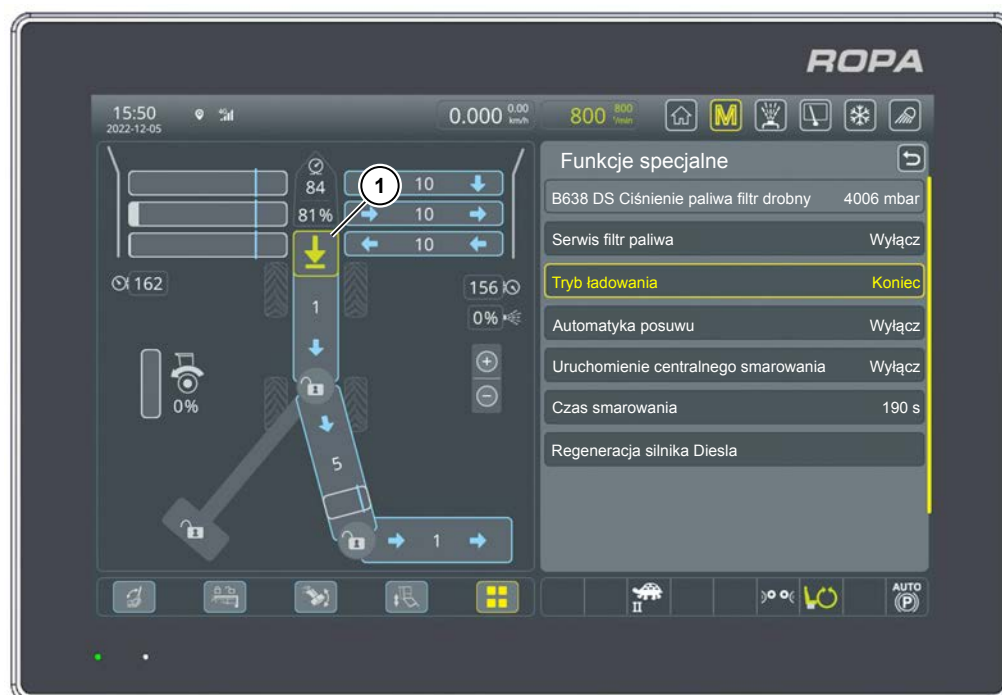 ROPA
15:50
2022-12-05
4G
0.000 0.00 km/h
800 800 1/min
M
84
81%
1
10
10
10
162
156
0%
1
0%
5
1
Funkcje specjalne
B638 DS Ciśnienie paliwa filtr drobny 4006 mbar
Serwis filtr paliwa Wyłącz
Tryb ładowania Koniec
Automatyka posuwu Wyłącz
Uruchomienie centralnego smarowania Wyłącz
Czas smarowania 190 s
Regeneracja silnika Diesla
II
AUTO
P